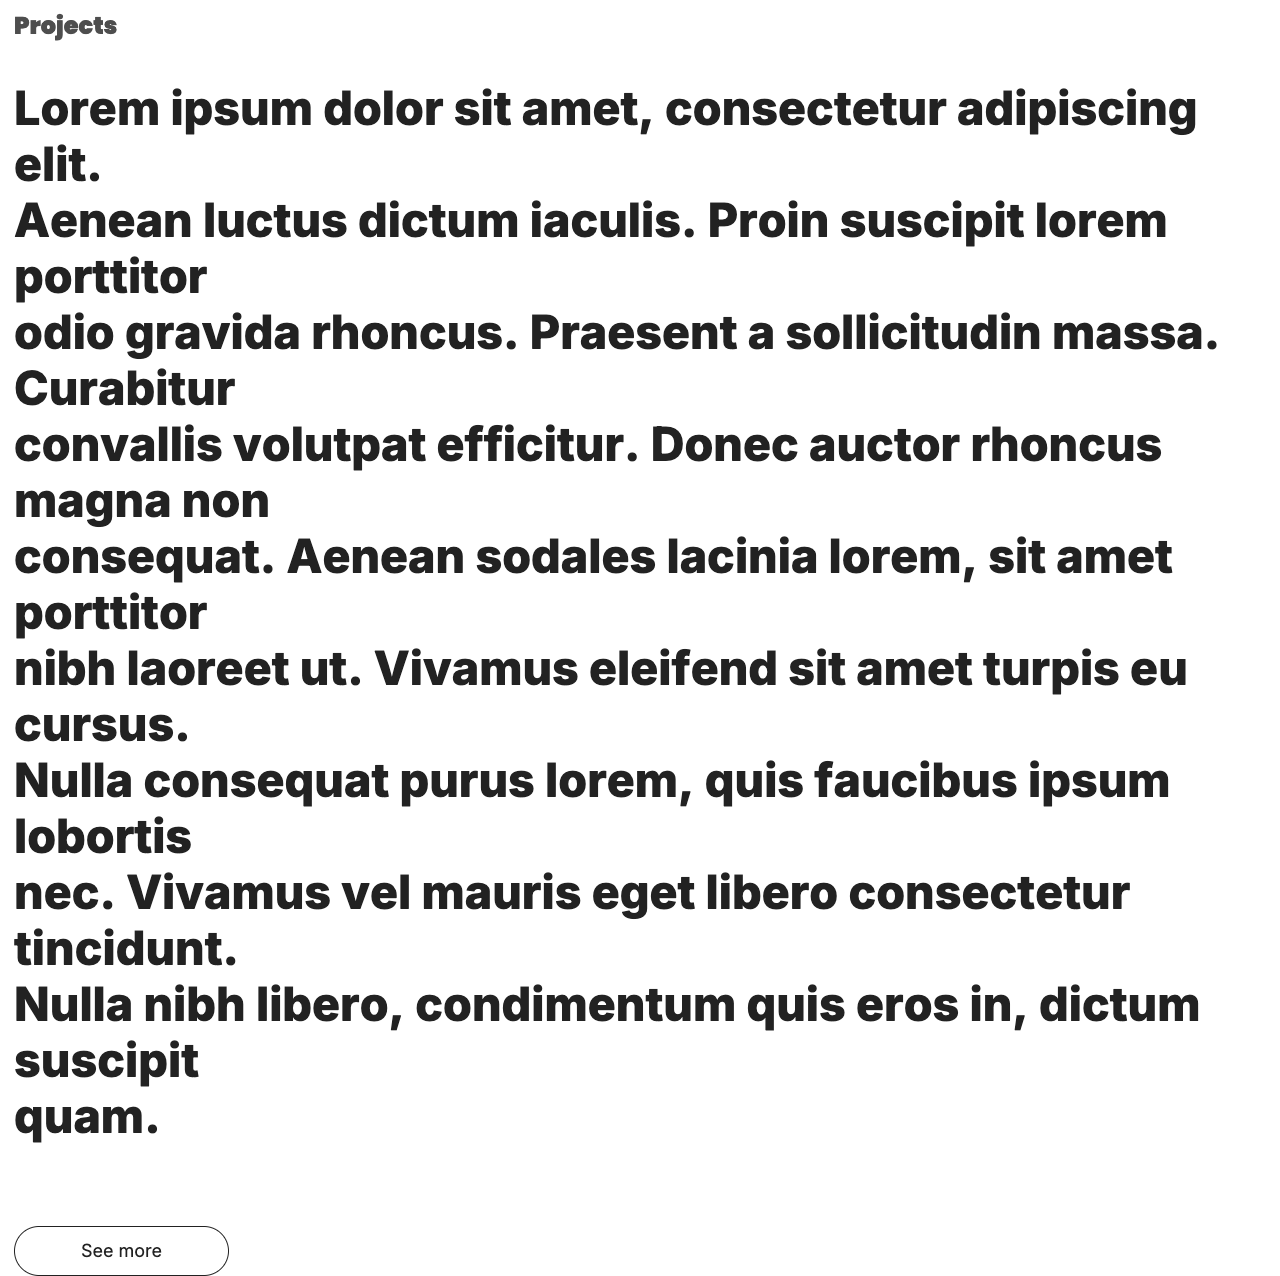 Projects
Lorem ipsum dolor sit amet, consectetur adipiscing
elit.
Aenean luctus dictum iaculis. Proin suscipit lorem
porttitor
odio gravida rhoncus. Praesent a sollicitudin massa.
Curabitur
convallis volutpat efficitur. Donec auctor rhoncus
magna non
consequat. Aenean sodales lacinia lorem, sit amet
porttitor
nibh laoreet ut. Vivamus eleifend sit amet turpis eu
cursus.
Nulla consequat purus lorem, quis faucibus ipsum
lobortis
nec. Vivamus vel mauris eget libero consectetur
tincidunt.
Nulla nibh libero, condimentum quis eros in, dictum
suscipit
quam.
See more